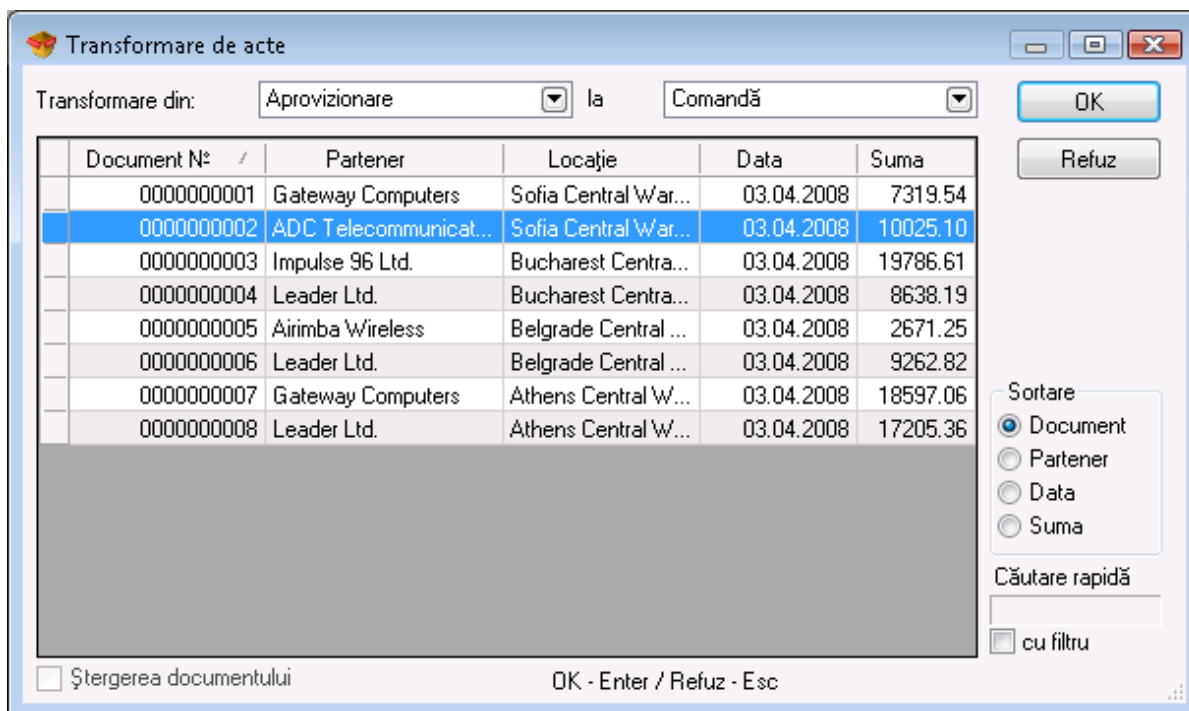 Transformare de acte
Transformare din: Aprovizionare la Comandă OK
Refuz
Document № Partener Locaţie Data Suma
0000000001 Gateway Computers Sofia Central War... 03.04.2008 7319.54
0000000002 ADC Telecommunicat... Sofia Central War... 03.04.2008 10025.10
0000000003 Impulse 96 Ltd. Bucharest Centra... 03.04.2008 19786.61
0000000004 Leader Ltd. Bucharest Centra... 03.04.2008 8638.19
0000000005 Airimba Wireless Belgrade Central ... 03.04.2008 2671.25
0000000006 Leader Ltd. Belgrade Central ... 03.04.2008 9262.82
0000000007 Gateway Computers Athens Central W... 03.04.2008 18597.06
0000000008 Leader Ltd. Athens Central W... 03.04.2008 17205.36
Sortare
Document
Partener
Data
Suma
Căutare rapidă
cu filtru
Ştergerea documentului OK - Enter / Refuz - Esc